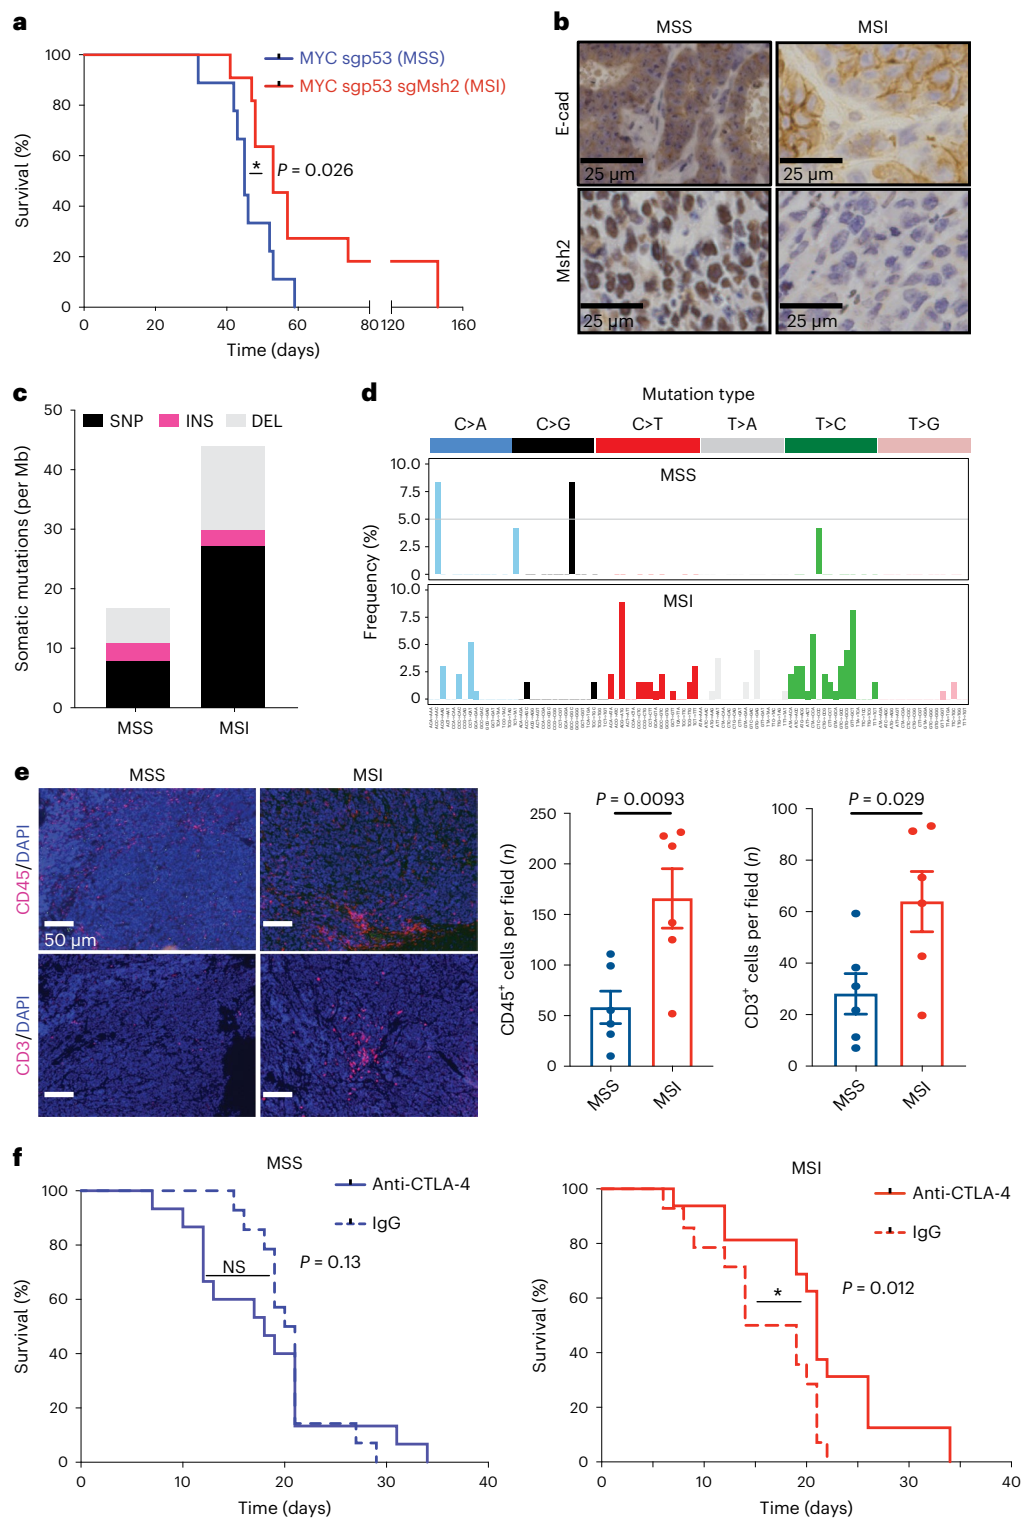 a
100
80
60
40
20
0
Survival (%)
MYC sgp53 (MSS)
MYC sgp53 sgMsh2 (MSI)
* P = 0.026
0 20 40 60 80 120 160
Time (days)
b
MSS MSI
E-cad
25 µm 25 µm
Msh2
25 µm 25 µm
c
50
40
30
20
10
0
Somatic mutations (per Mb)
SNP INS DEL
MSS MSI
d
Mutation type
C>A C>G C>T T>A T>C T>G
Frequency (%)
10.0
7.5
5.0
2.5
0
MSS
10.0
7.5
5.0
2.5
0
MSI
e
MSS MSI
CD45/DAPI
50 µm
CD3/DAPI
P = 0.0093
250
200
150
100
50
0
CD45⁺ cells per field (n)
MSS MSI
P = 0.029
100
80
60
40
20
0
CD3⁺ cells per field (n)
MSS MSI
f
MSS
Anti-CTLA-4
IgG
NS P = 0.13
100
80
60
40
20
0
Survival (%)
0 10 20 30 40
Time (days)
MSI
Anti-CTLA-4
IgG
* P = 0.012
100
80
60
40
20
0
Survival (%)
0 10 20 30 40
Time (days)